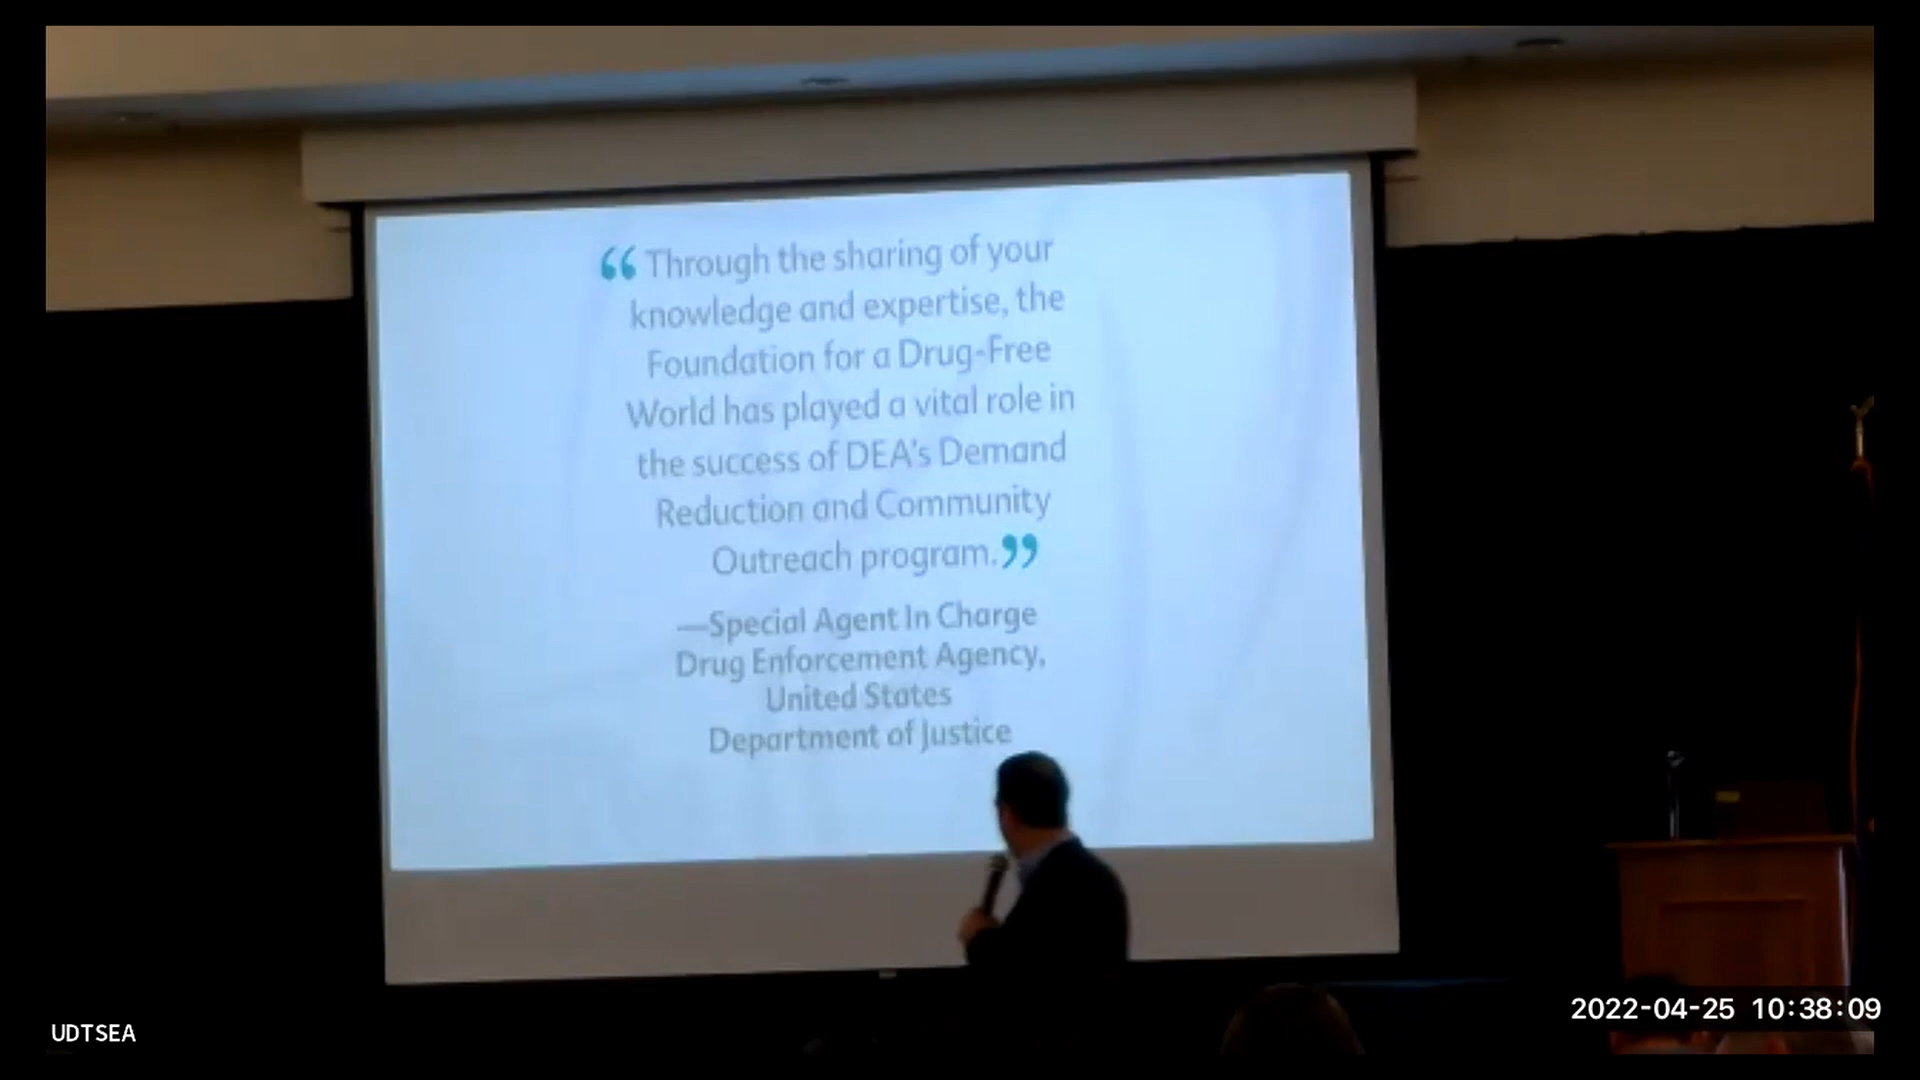 “Through the sharing of your
knowledge and expertise, the
Foundation for a Drug-Free
World has played a vital role in
the success of DEA's Demand
Reduction and Community
Outreach program.”
—Special Agent In Charge
Drug Enforcement Agency,
United States
Department of Justice
UDTSEA
2022-04-25 10:38:09